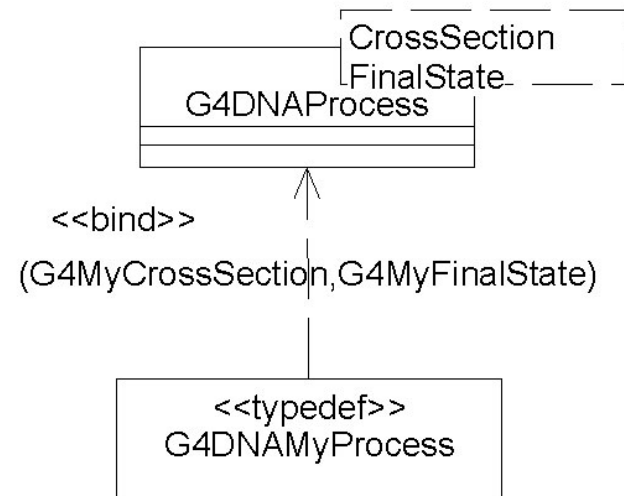 CrossSection
FinalState
G4DNAProcess
<<bind>>
(G4MyCrossSection,G4MyFinalState)
<<typedef>>
G4DNAMyProcess